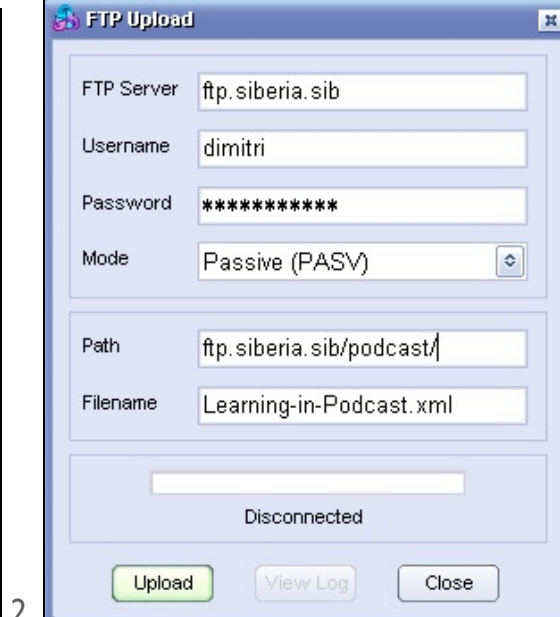 FTP Upload
FTP Server ftp.siberia.sib
Username dimitri
Password ***********
Mode Passive (PASV)
Path ftp.siberia.sib/podcast/
Filename Learning-in-Podcast.xml
Disconnected
Upload View Log Close
2